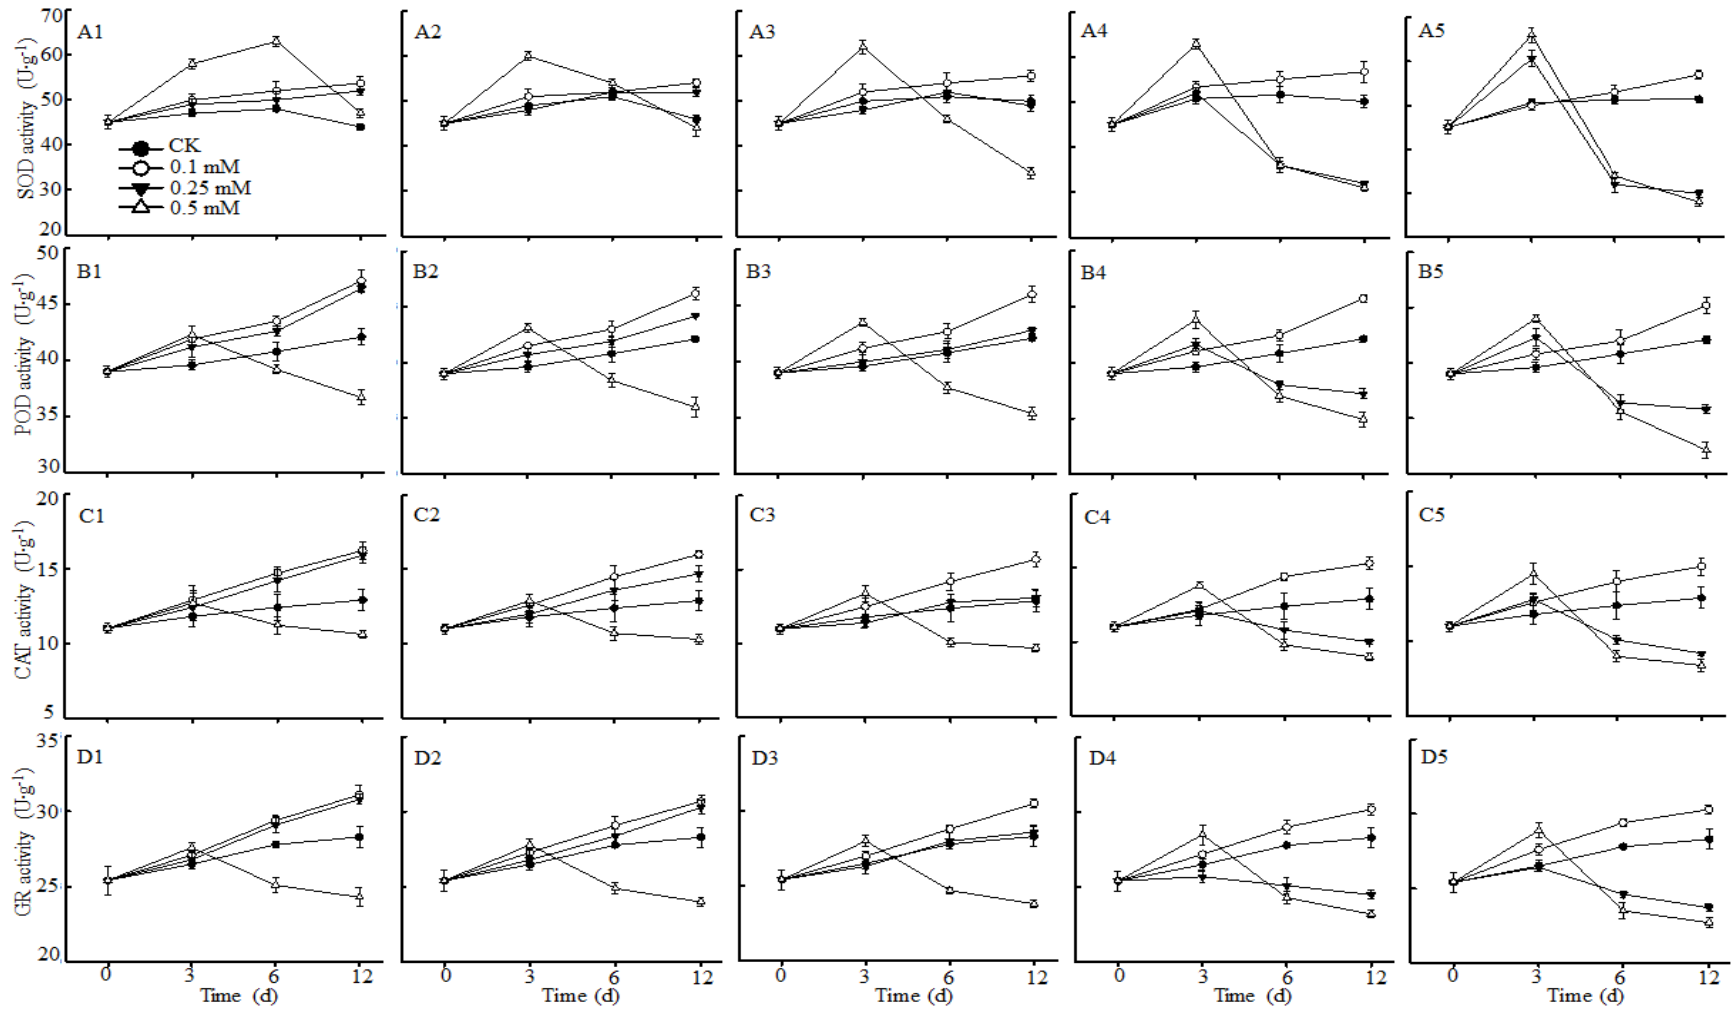 A1
A2
A3
A4
A5
SOD activity (U·g-1)
70
60
50
40
30
20
CK
0.1 mM
0.25 mM
0.5 mM
B1
B2
B3
B4
B5
POD activity (U·g-1)
50
45
40
35
30
C1
C2
C3
C4
C5
CAT activity (U·g-1)
20
15
10
5
D1
D2
D3
D4
D5
GR activity (U·g-1)
35
30
25
20
0 3 6 12
0 3 6 12
0 3 6 12
0 3 6 12
0 3 6 12
Time (d)
Time (d)
Time (d)
Time (d)
Time (d)